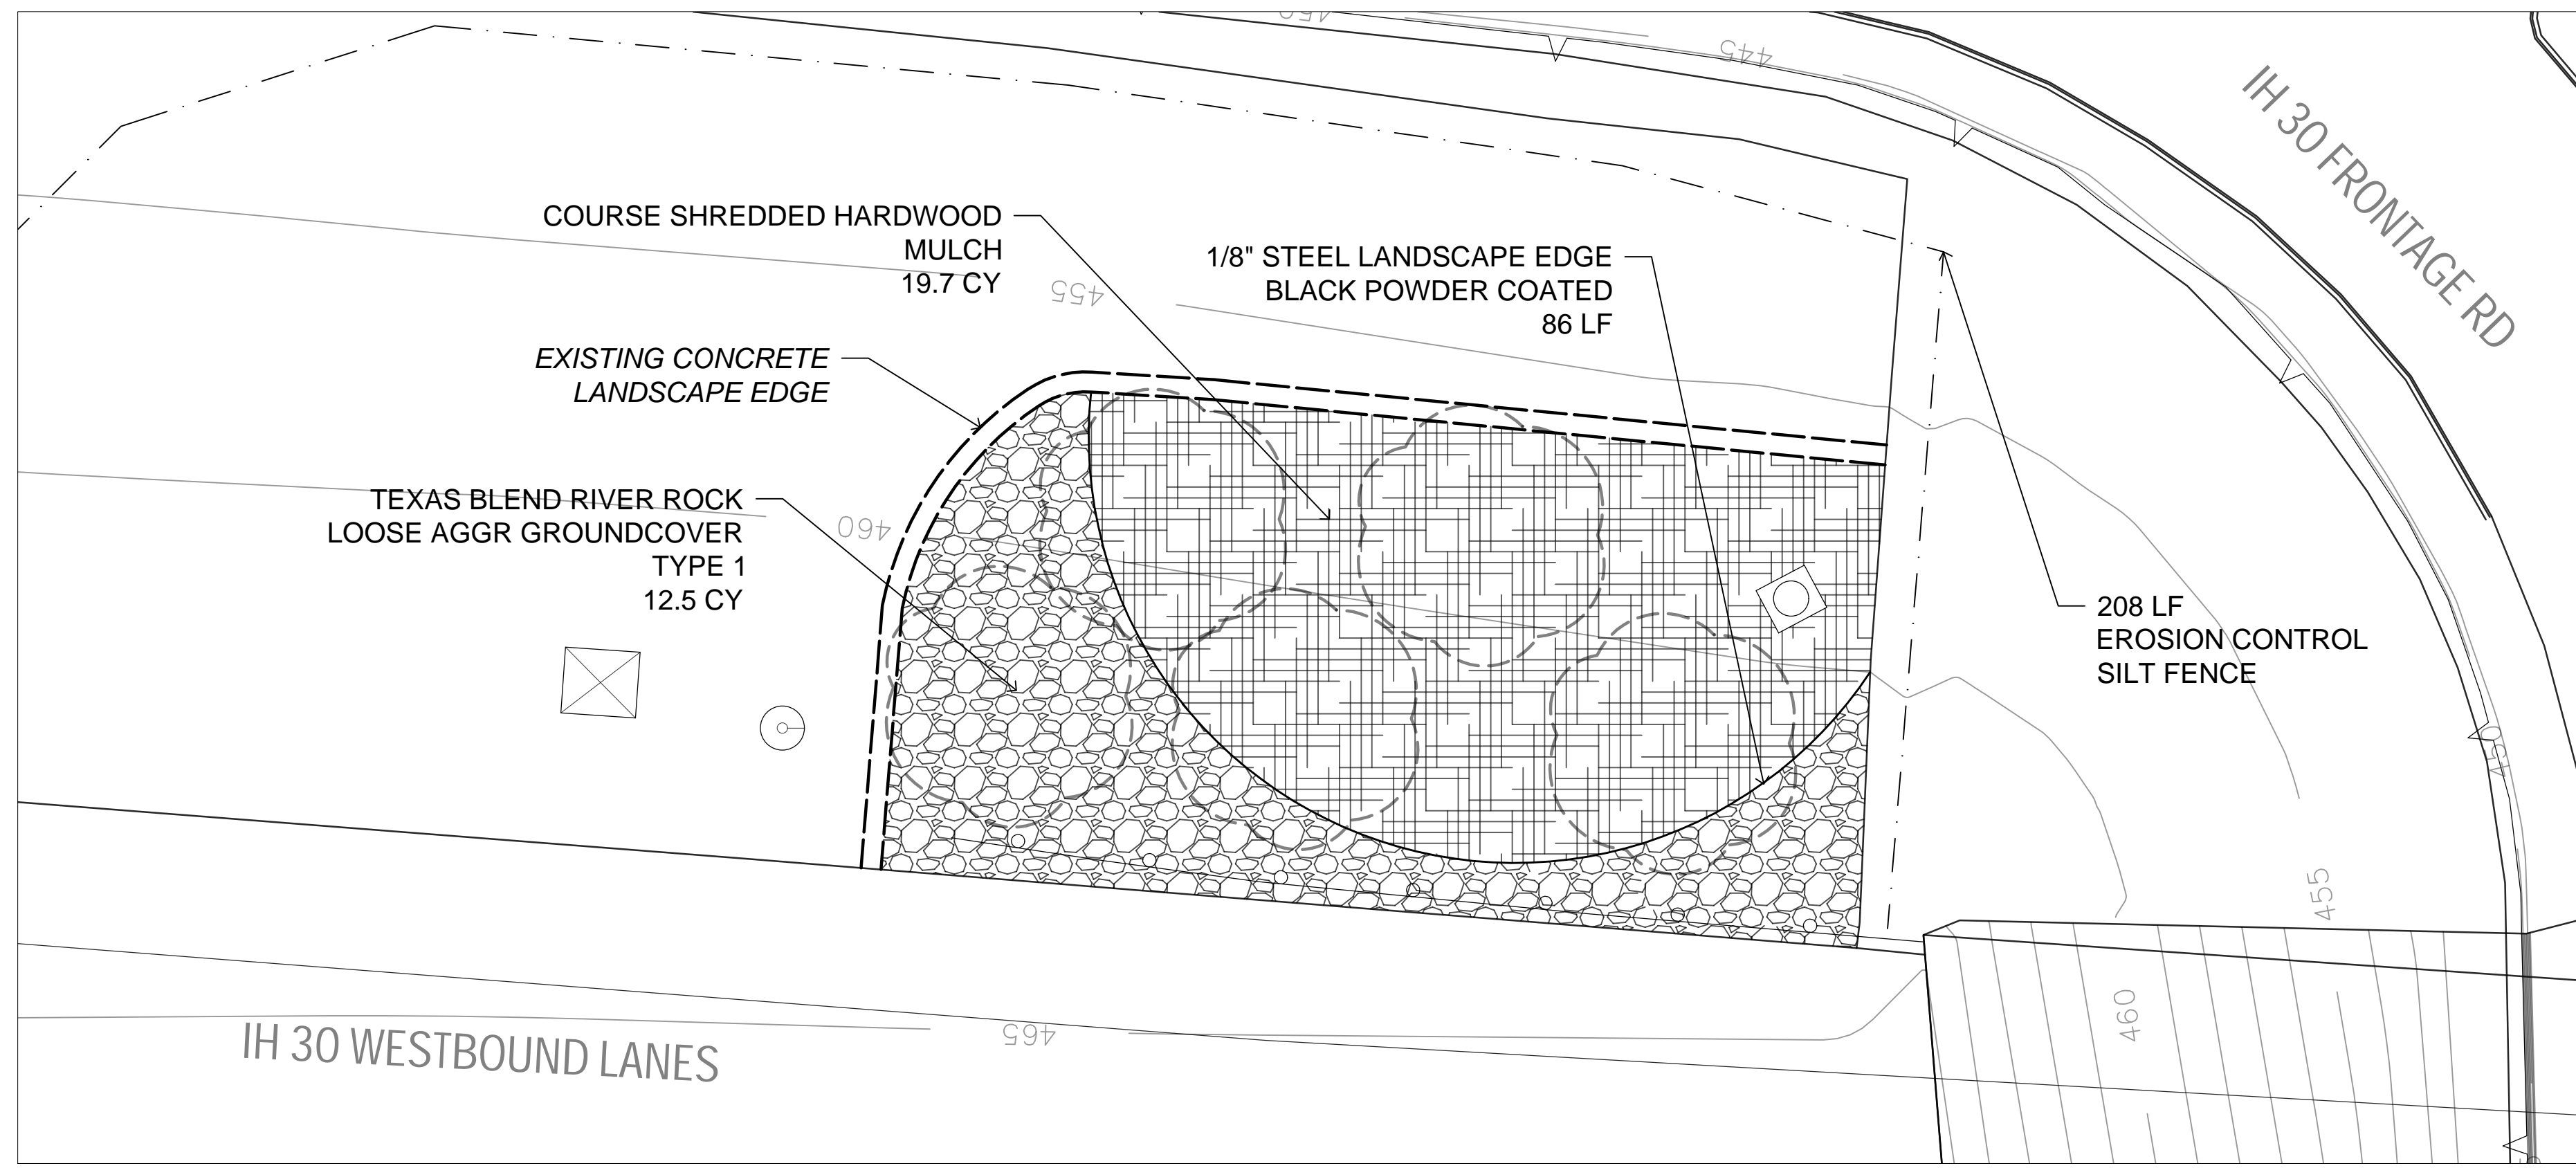 450
445
IH 30 FRONTAGE RD
COURSE SHREDDED HARDWOOD
MULCH
19.7 CY
1/8" STEEL LANDSCAPE EDGE
BLACK POWDER COATED
86 LF
455
EXISTING CONCRETE
LANDSCAPE EDGE
TEXAS BLEND RIVER ROCK
LOOSE AGGR GROUNDCOVER
TYPE 1
12.5 CY
460
208 LF
EROSION CONTROL
SILT FENCE
450
455
460
465
IH 30 WESTBOUND LANES